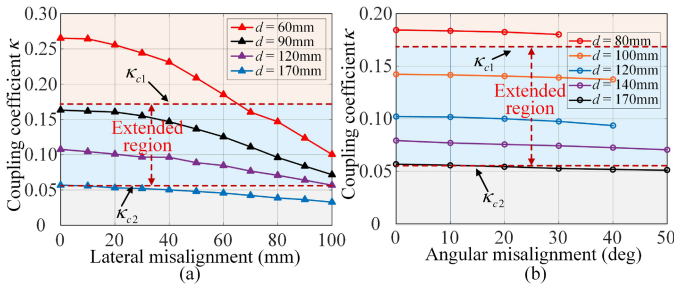 Coupling coefficient κ
0.30
0.25
0.20
0.15
0.10
0.05
0
d = 60mm
d = 90mm
d = 120mm
d = 170mm
κc1
Extended
region
κc2
0 20 40 60 80 100
Lateral misalignment (mm)
(a)
Coupling coefficient κ
0.20
0.15
0.10
0.05
0
d = 80mm
d = 100mm
d = 120mm
d = 140mm
d = 170mm
κc1
Extended
region
κc2
0 10 20 30 40 50
Angular misalignment (deg)
(b)